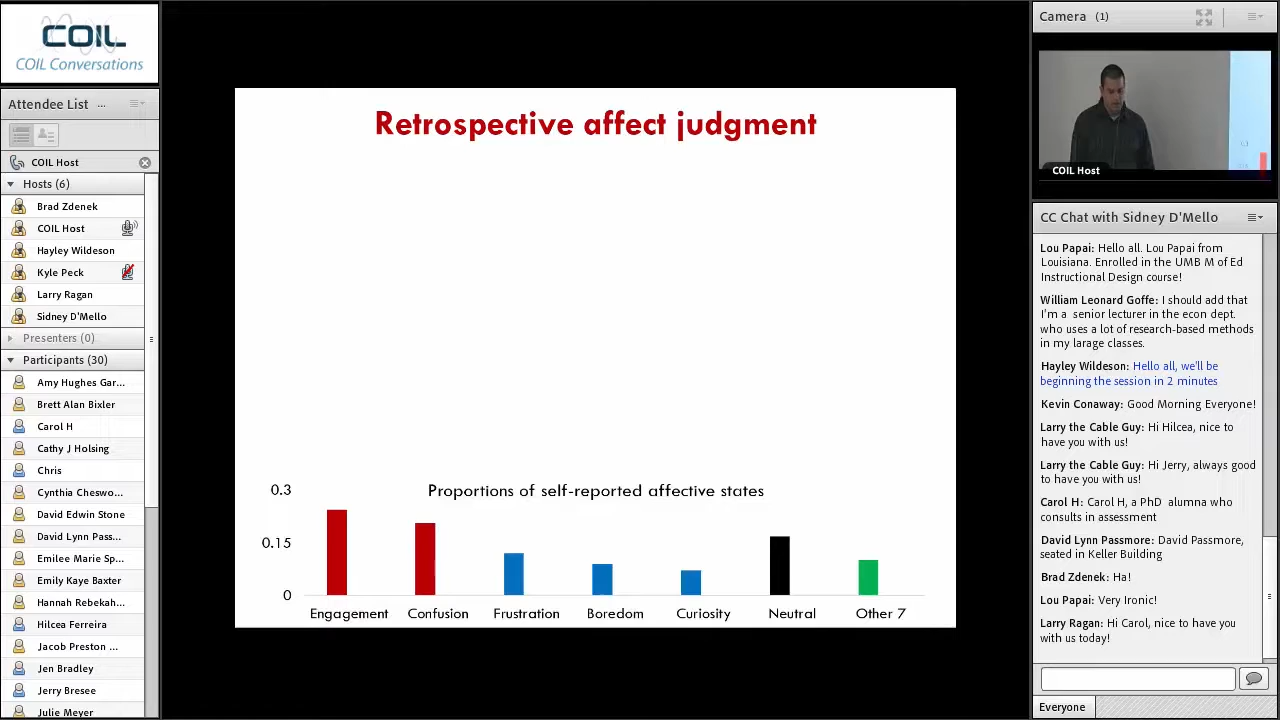 COIL
COIL Conversations
Attendee List ...
COIL Host
Hosts (6)
Brad Zdenek
COIL Host
Hayley Wildeson
Kyle Peck
Larry Ragan
Sidney D'Mello
Presenters (0)
Participants (30)
Amy Hughes Gar...
Brett Alan Bixler
Carol H
Cathy J Holsing
Chris
Cynthia Cheswo...
David Edwin Stone
David Lynn Pass...
Emilee Marie Sp...
Emily Kaye Baxter
Hannah Rebekah...
Hilcea Ferreira
Jacob Preston ...
Jen Bradley
Jerry Bresee
Julie Meyer
Retrospective affect judgment
Proportions of self-reported affective states
0.3
0.15
0
Engagement Confusion Frustration Boredom Curiosity Neutral Other 7
Camera (1)
COIL Host
CC Chat with Sidney D'Mello
Lou Papai: Hello all. Lou Papai from
Louisiana. Enrolled in the UMB M of Ed
Instructional Design course!
William Leonard Goffe: I should add that
I'm a senior lecturer in the econ dept.
who uses a lot of research-based methods
in my larage classes.
Hayley Wildeson: Hello all, we'll be
beginning the session in 2 minutes
Kevin Conaway: Good Morning Everyone!
Larry the Cable Guy: Hi Hilcea, nice to
have you with us!
Larry the Cable Guy: Hi Jerry, always good
to have you with us!
Carol H: Carol H, a PhD alumna who
consults in assessment
David Lynn Passmore: David Passmore,
seated in Keller Building
Brad Zdenek: Ha!
Lou Papai: Very Ironic!
Larry Ragan: Hi Carol, nice to have you
with us today!
Everyone